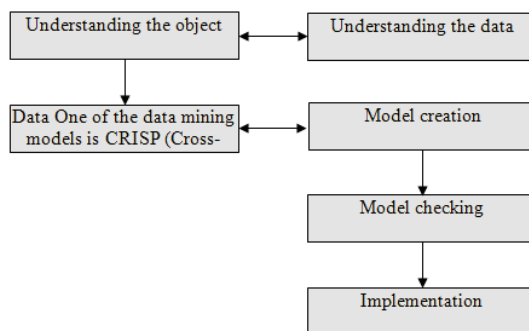 Understanding the object
Understanding the data
Data One of the data mining
models is CRISP (Cross-
Model creation
Model checking
Implementation